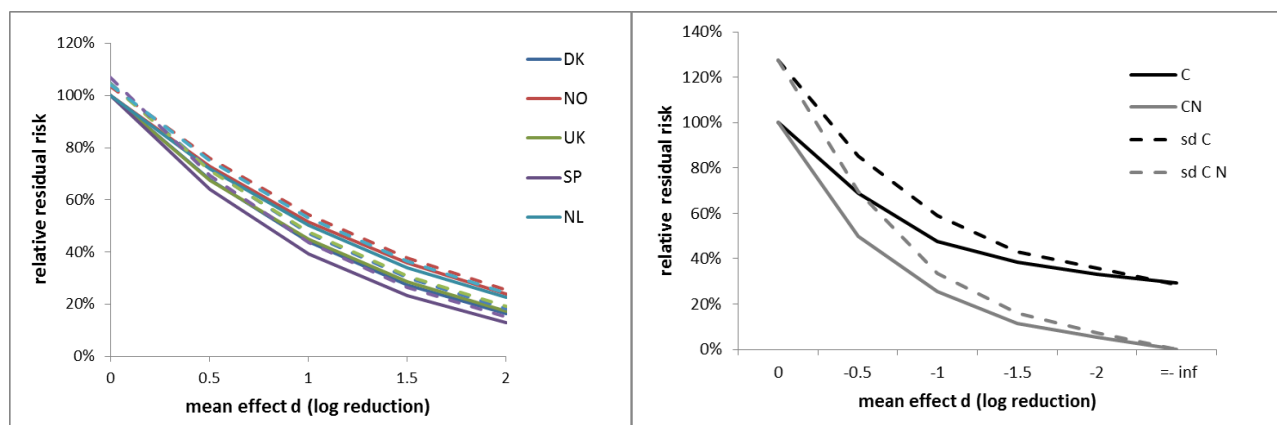 120%
100%
80%
60%
40%
20%
0%
relative residual risk
0 0.5 1 1.5 2
mean effect d (log reduction)
DK
NO
UK
SP
NL
140%
120%
100%
80%
60%
40%
20%
0%
relative residual risk
0 -0.5 -1 -1.5 -2 =- inf
mean effect d (log reduction)
C
CN
sd C
sd C N